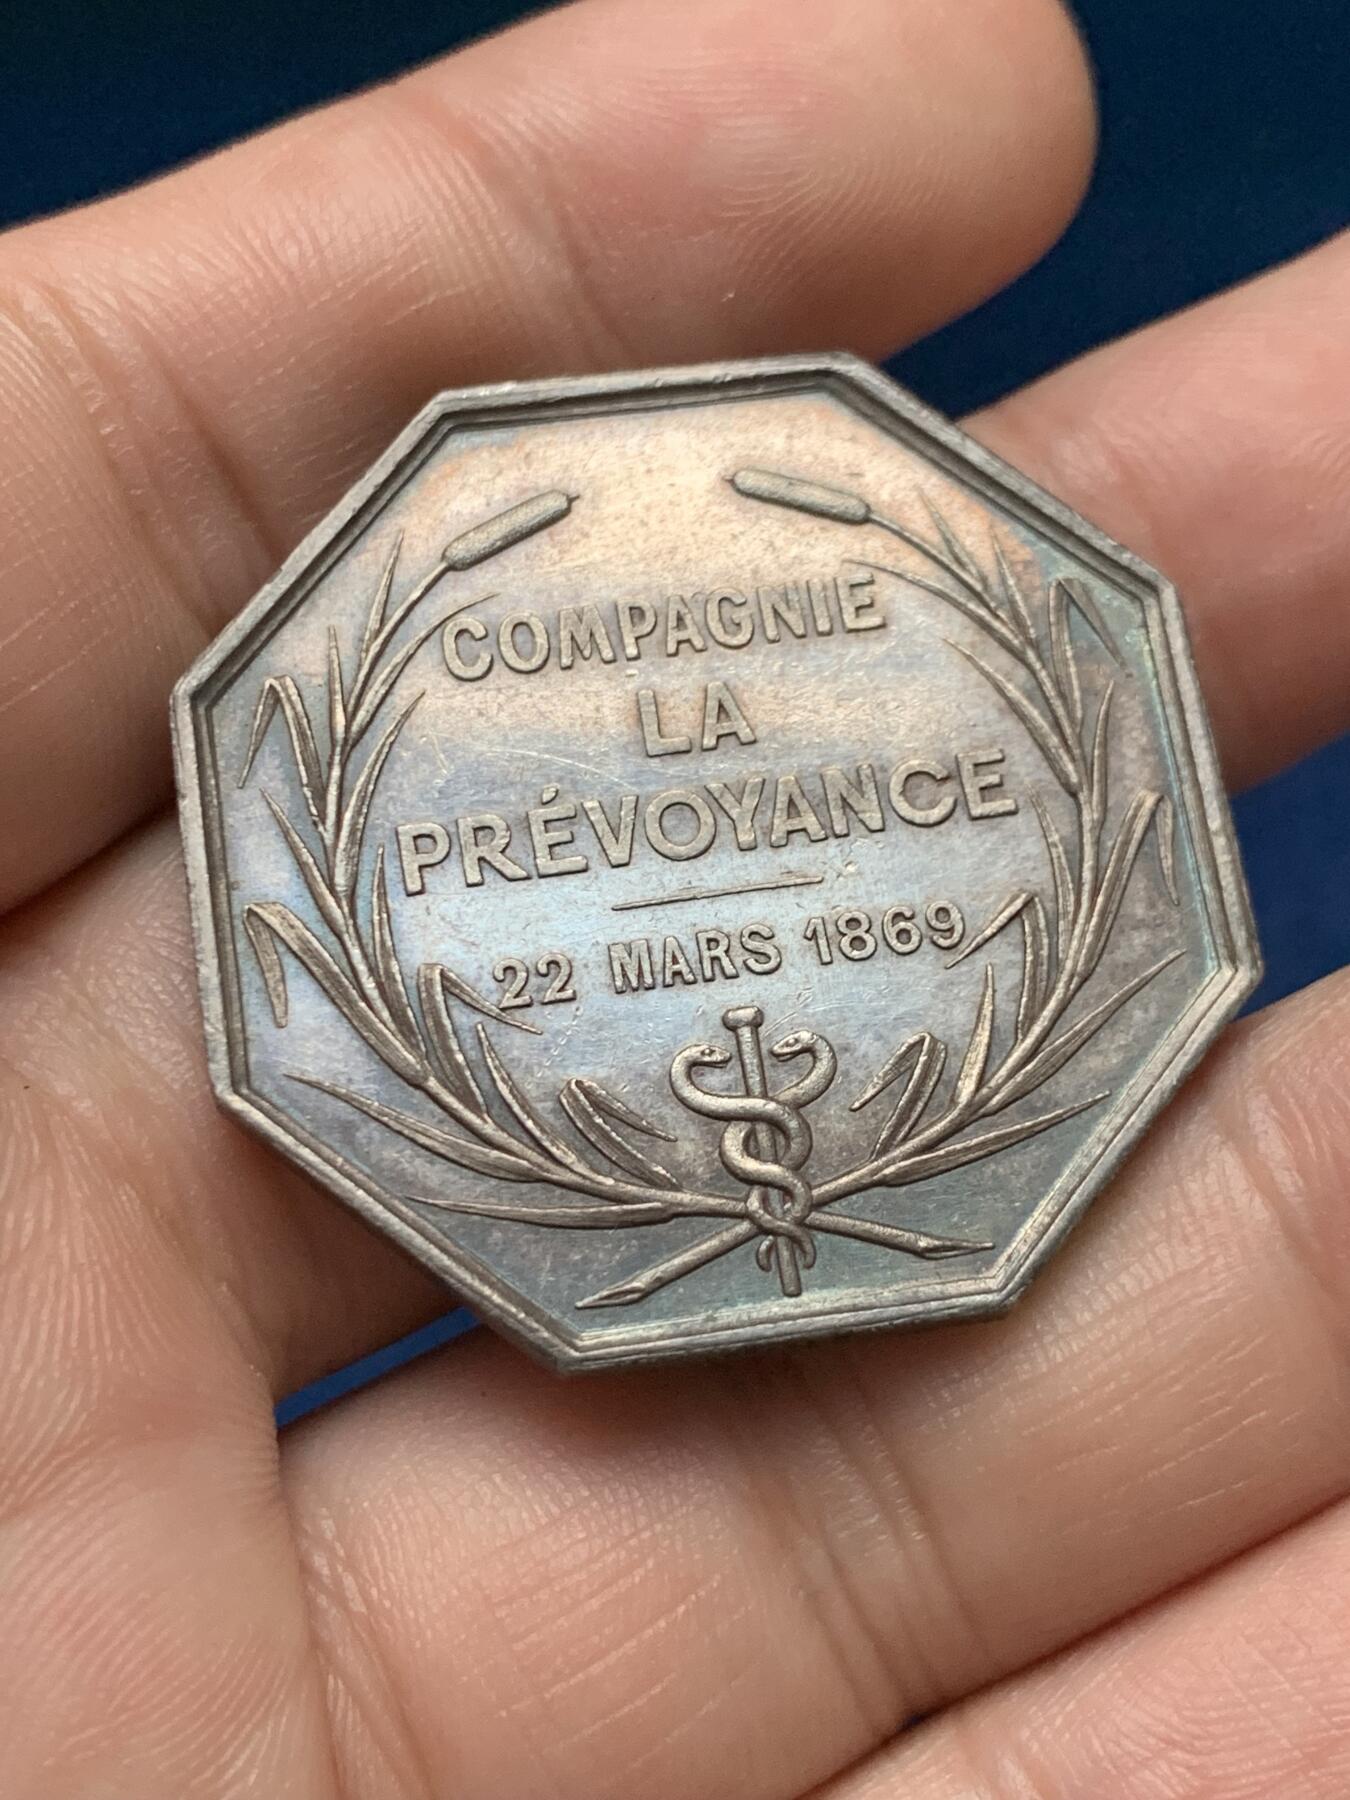 COMPAGNIE
LA
PRÉVOYANCE
22 MARS 1869